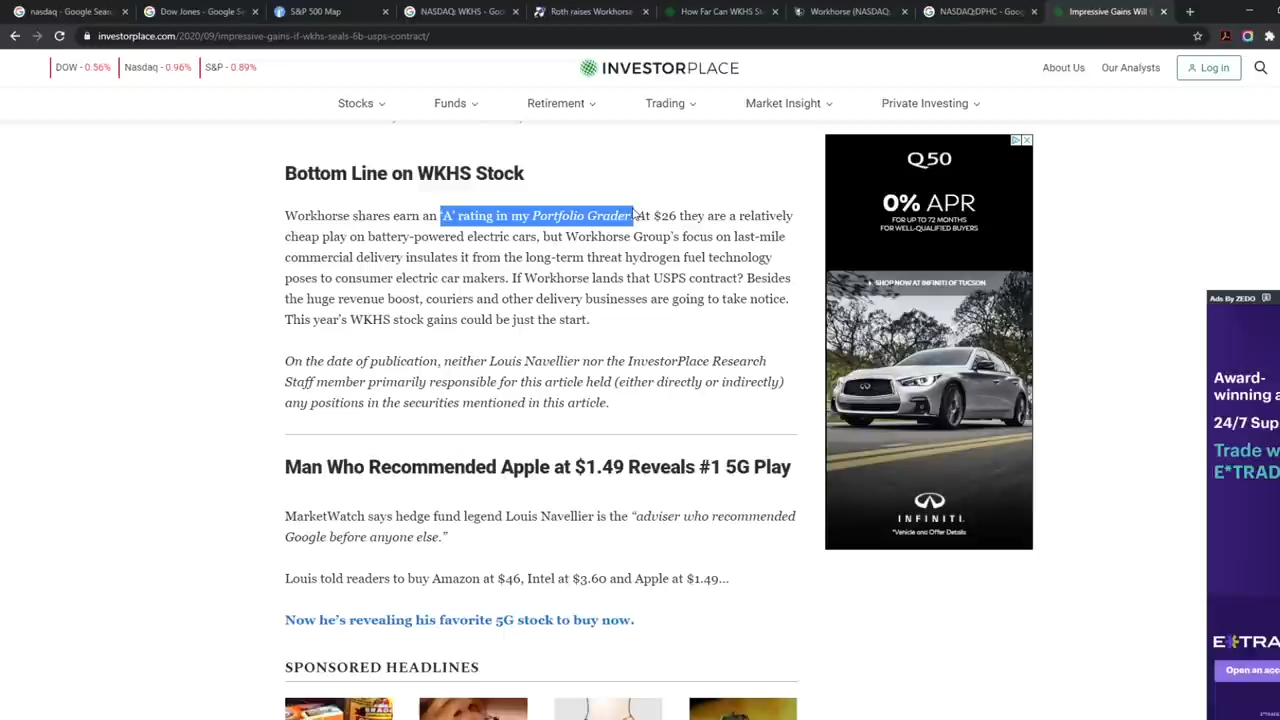 nasdaq - Google Se
Dow Jones - Google Se
S&P 500 Map
NASDAQ: WKHS - Goo
Roth raises Workhorse
How Far Can WKHS St
Workhorse (NASDAQ:
NASDAQ:DPHC - Goog
Impressive Gains Will
investorplace.com/2020/09/impressive-gains-if-wkhs-seals-6b-usps-contract/
DOW - 0.56% Nasdaq - 0.96% S&P - 0.89%
INVESTORPLACE
About Us
Our Analysts
Log in
Stocks
Funds
Retirement
Trading
Market Insight
Private Investing
Bottom Line on WKHS Stock
Workhorse shares earn an ‘A’ rating in my Portfolio Grader. At $26 they are a relatively
cheap play on battery-powered electric cars, but Workhorse Group’s focus on last-mile
commercial delivery insulates it from the long-term threat hydrogen fuel technology
poses to consumer electric car makers. If Workhorse lands that USPS contract? Besides
the huge revenue boost, couriers and other delivery businesses are going to take notice.
This year’s WKHS stock gains could be just the start.
On the date of publication, neither Louis Navellier nor the InvestorPlace Research
Staff member primarily responsible for this article held (either directly or indirectly)
any positions in the securities mentioned in this article.
Man Who Recommended Apple at $1.49 Reveals #1 5G Play
MarketWatch says hedge fund legend Louis Navellier is the “adviser who recommended
Google before anyone else.”
Louis told readers to buy Amazon at $46, Intel at $3.60 and Apple at $1.49…
Now he’s revealing his favorite 5G stock to buy now.
SPONSORED HEADLINES
Q50
0% APR
FOR UP TO 72 MONTHS
FOR WELL-QUALIFIED BUYERS
SHOP NOW AT INFINITI OF TUCSON
INFINITI.
*Vehicle and Offer Details
Ads By ZEDO
Award-
winning a
24/7 Sup
Trade w
E*TRAD
E*TRA
Open an acc